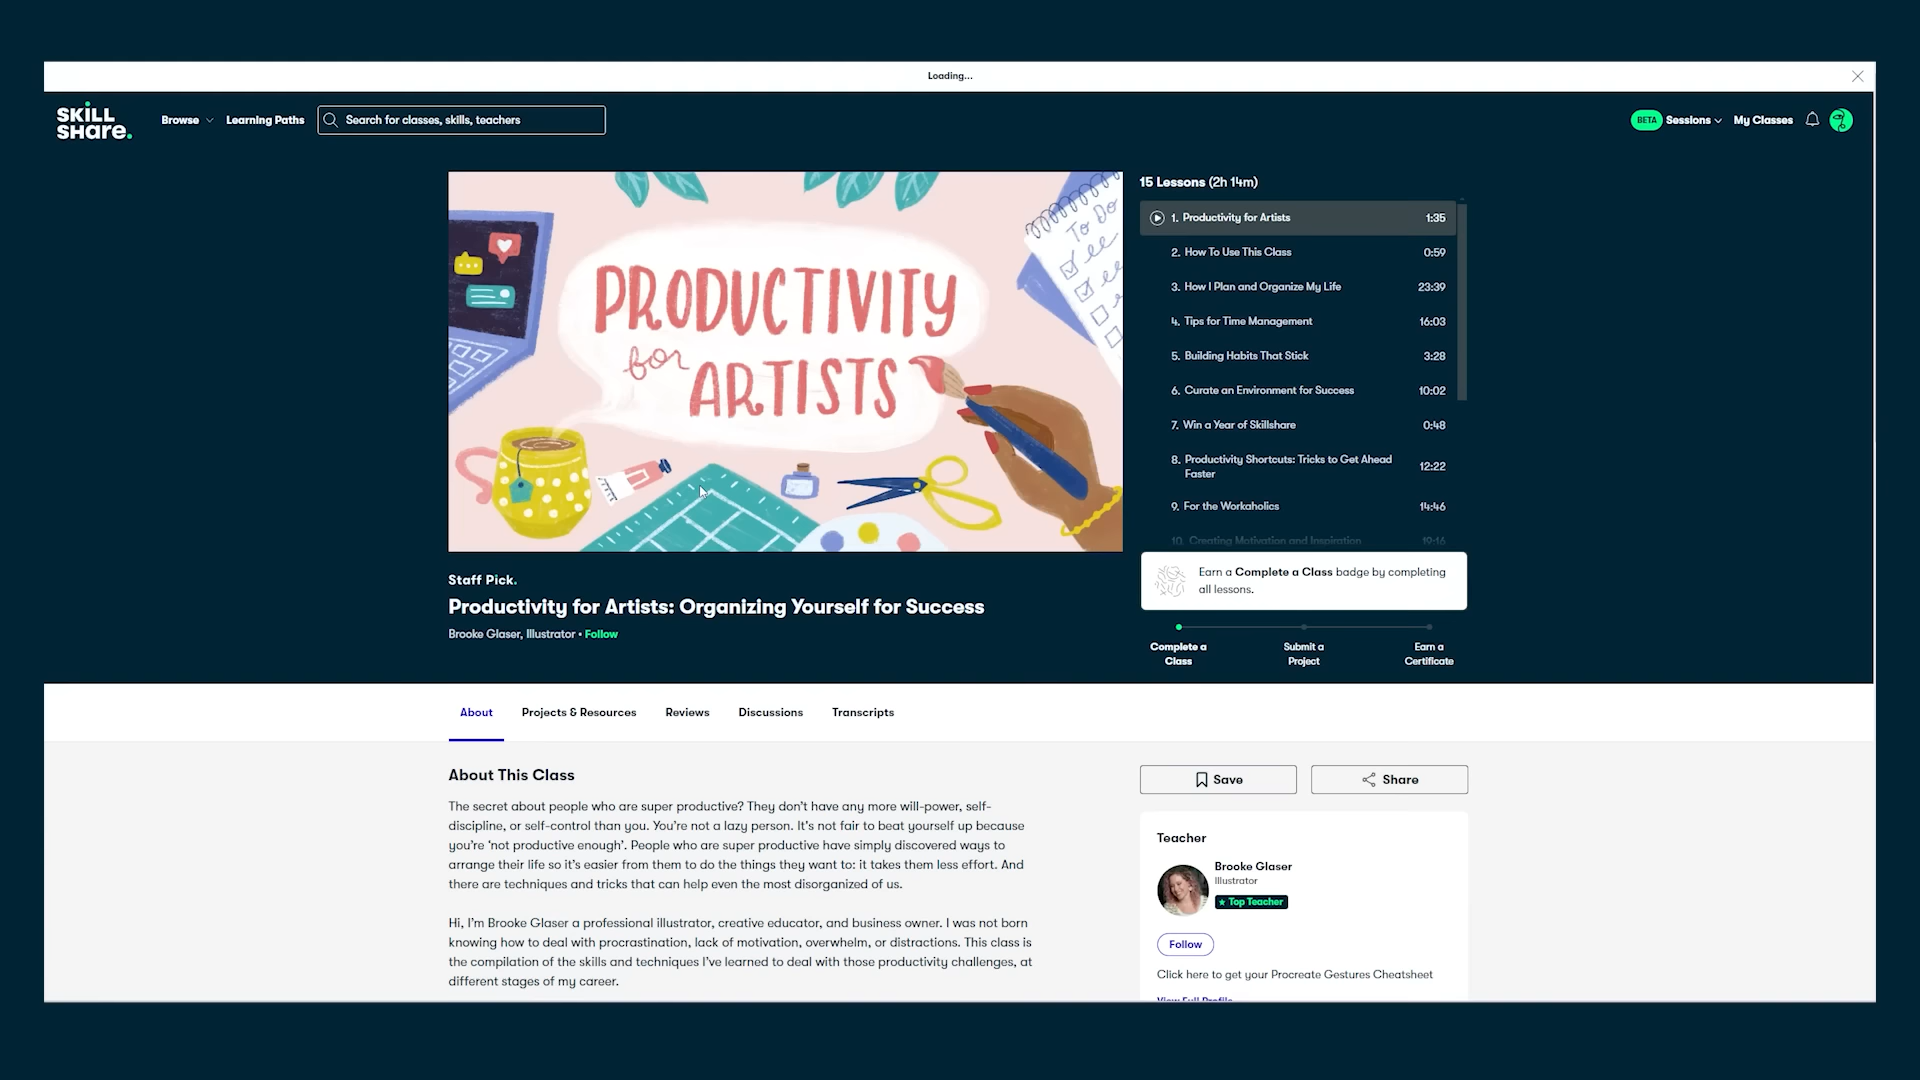 Loading...
SKILL
SHARE.
Browse
Learning Paths
Search for classes, skills, teachers
BETA Sessions
My Classes
PRODUCTIVITY
for
ARTISTS
To Do
15 Lessons (2h 14m)
1. Productivity for Artists 1:35
2. How To Use This Class 0:59
3. How I Plan and Organize My Life 23:39
4. Tips for Time Management 16:03
5. Building Habits That Stick 3:28
6. Curate an Environment for Success 10:02
7. Win a Year of Skillshare 0:48
8. Productivity Shortcuts: Tricks to Get Ahead
Faster 12:22
9. For the Workaholics 14:46
10. Creating Motivation and Inspiration 19:16
Earn a Complete a Class badge by completing
all lessons.
Complete a
Class
Submit a
Project
Earn a
Certificate
Staff Pick.
Productivity for Artists: Organizing Yourself for Success
Brooke Glaser, Illustrator • Follow
About
Projects & Resources
Reviews
Discussions
Transcripts
About This Class
The secret about people who are super productive? They don't have any more will-power, self-
discipline, or self-control than you. You're not a lazy person. It's not fair to beat yourself up because
you're 'not productive enough'. People who are super productive have simply discovered ways to
arrange their life so it's easier from them to do the things they want to: it takes them less effort. And
there are techniques and tricks that can help even the most disorganized of us.
Hi, I'm Brooke Glaser a professional illustrator, creative educator, and business owner. I was not born
knowing how to deal with procrastination, lack of motivation, overwhelm, or distractions. This class is
the compilation of the skills and techniques I've learned to deal with those productivity challenges, at
different stages of my career.
Save
Share
Teacher
Brooke Glaser
Illustrator
Top Teacher
Follow
Click here to get your Procreate Gestures Cheatsheet
View Full Profile